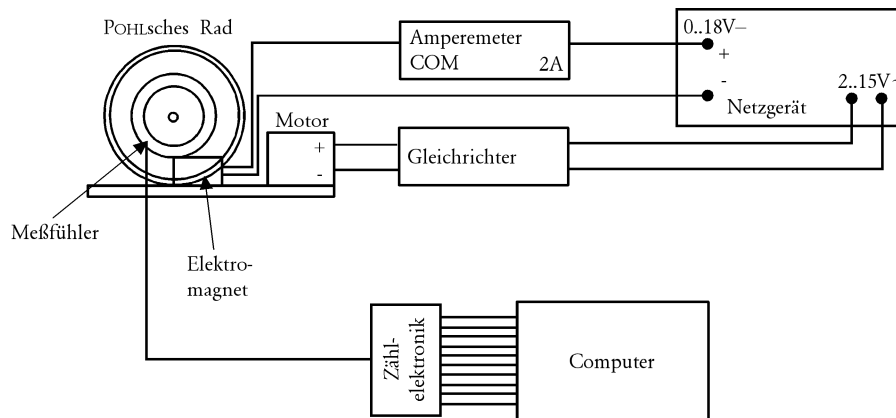 POHLsches Rad
Amperemeter
COM 2A
0..18V–
+
-
Netzgerät
2..15V~
Motor
+
-
Gleichrichter
Meßfühler
Elektro-
magnet
Zähl-
elektronik
Computer